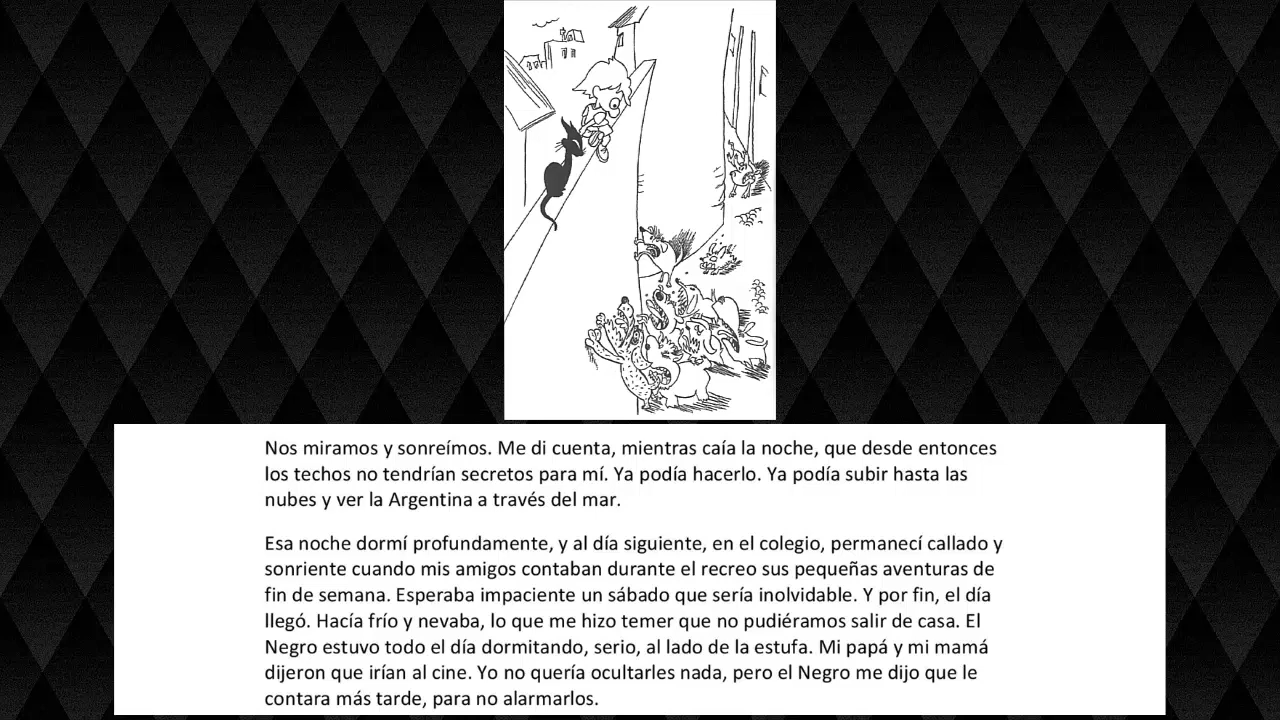 Nos miramos y sonreímos. Me di cuenta, mientras caía la noche, que desde entonces
los techos no tendrían secretos para mí. Ya podía hacerlo. Ya podía subir hasta las
nubes y ver la Argentina a través del mar.
Esa noche dormí profundamente, y al día siguiente, en el colegio, permanecí callado y
sonriente cuando mis amigos contaban durante el recreo sus pequeñas aventuras de
fin de semana. Esperaba impaciente un sábado que sería inolvidable. Y por fin, el día
llegó. Hacía frío y nevaba, lo que me hizo temer que no pudiéramos salir de casa. El
Negro estuvo todo el día dormitando, serio, al lado de la estufa. Mi papá y mi mamá
dijeron que irían al cine. Yo no quería ocultarles nada, pero el Negro me dijo que le
contara más tarde, para no alarmarlos.